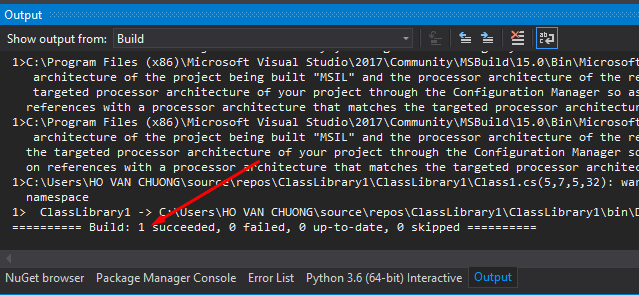 Output
Show output from: Build
1>C:\Program Files (x86)\Microsoft Visual Studio\2017\Community\MSBuild\15.0\Bin\Microsoft
architecture of the project being built "MSIL" and the processor architecture of the re
targeted processor architecture of your project through the Configuration Manager so as
references with a processor architecture that matches the targeted processor architectur
1>C:\Program Files (x86)\Microsoft Visual Studio\2017\Community\MSBuild\15.0\Bin\Microsoft
architecture of the project being built "MSIL" and the processor architecture of the re
the targeted processor architecture of your project through the Configuration Manager so
on references with a processor architecture that matches the targeted processor architec
1>C:\Users\HO VAN CHUONG\source\repos\ClassLibrary1\ClassLibrary1\Class1.cs(5,7,5,32): war
namespace
1> ClassLibrary1 -> C:\Users\HO VAN CHUONG\source\repos\ClassLibrary1\ClassLibrary1\bin\D
========== Build: 1 succeeded, 0 failed, 0 up-to-date, 0 skipped ==========
NuGet browser Package Manager Console Error List Python 3.6 (64-bit) Interactive Output